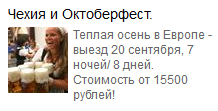 Чехия и Октоберфест.
Теплая осень в Европе -
выезд 20 сентября, 7
ночей/ 8 дней.
Стоимость от 15500
рублей!